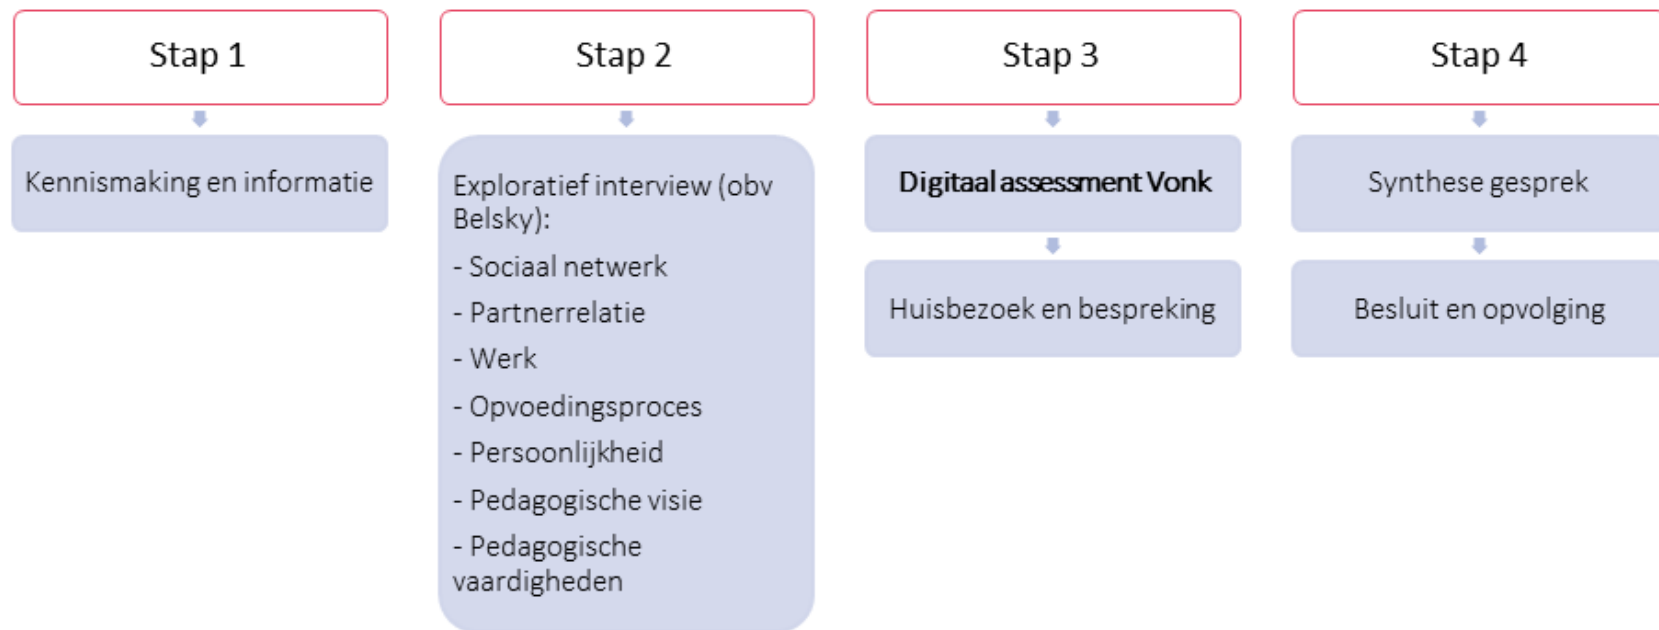 Stap 1
Kennismaking en informatie
Stap 2
Exploratief interview (obv
Belsky):
- Sociaal netwerk
- Partnerrelatie
- Werk
- Opvoedingsproces
- Persoonlijkheid
- Pedagogische visie
- Pedagogische
vaardigheden
Stap 3
Digitaal assessment Vonk
Huisbezoek en bespreking
Stap 4
Synthese gesprek
Besluit en opvolging